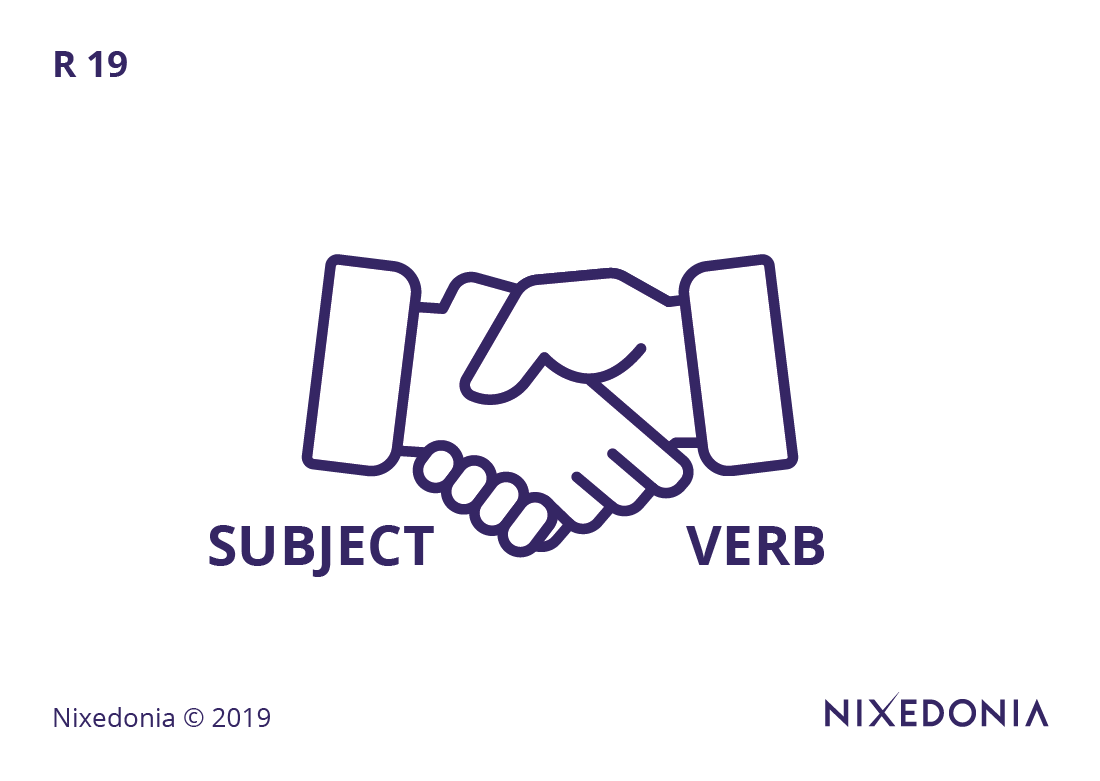 R 19
SUBJECT VERB
Nixedonia © 2019
NIXEDONIA